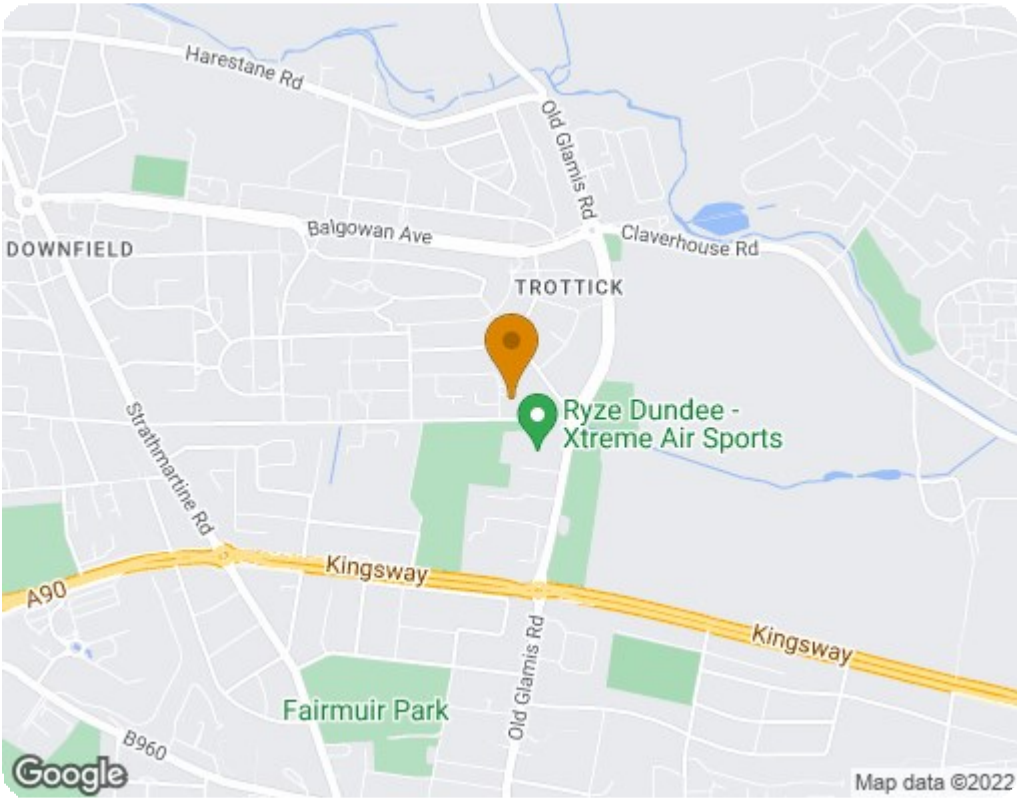 Harestane Rd
Old Glamis Rd
Balgowan Ave
Claverhouse Rd
DOWNFIELD
TROTTICK
Ryze Dundee -
Xtreme Air Sports
Strathmartine Rd
Kingsway
A90
Kingsway
Old Glamis Rd
Fairmuir Park
B960
Google
Map data ©2022